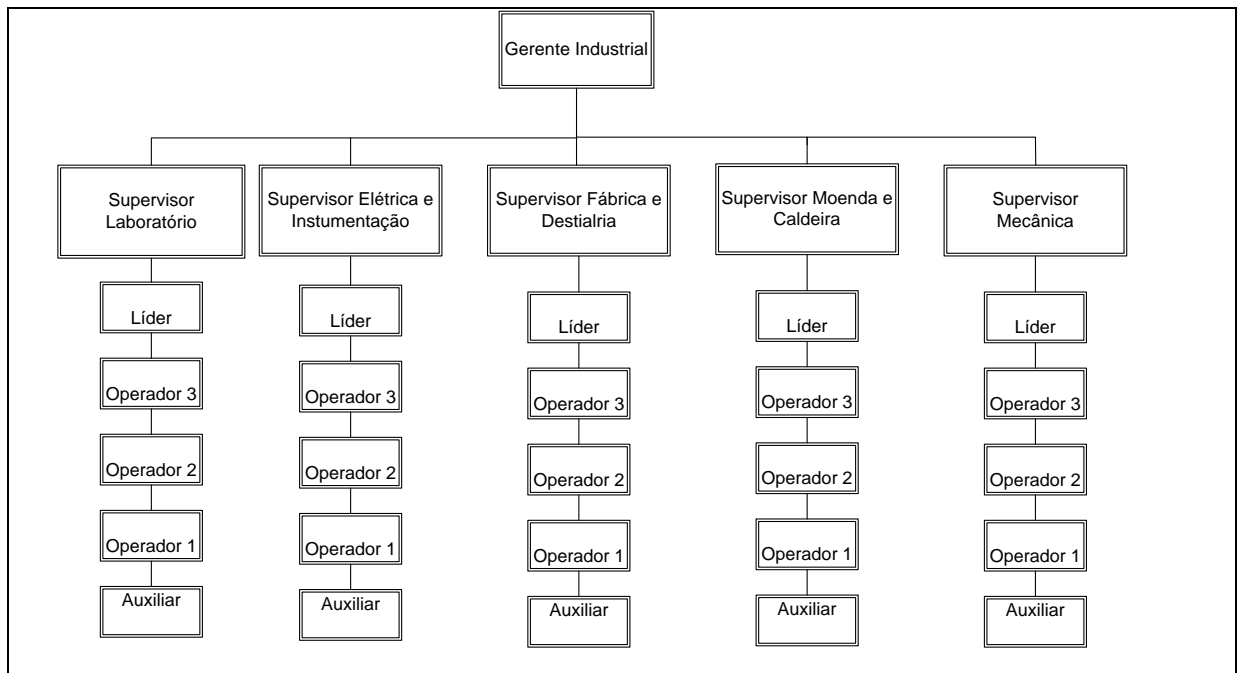 Gerente Industrial
Supervisor
Laboratório
Supervisor Elétrica e
Instumentação
Supervisor Fábrica e
Destialria
Supervisor Moenda e
Caldeira
Supervisor
Mecânica
Líder
Líder
Líder
Líder
Líder
Operador 3
Operador 3
Operador 3
Operador 3
Operador 3
Operador 2
Operador 2
Operador 2
Operador 2
Operador 2
Operador 1
Operador 1
Operador 1
Operador 1
Operador 1
Auxiliar
Auxiliar
Auxiliar
Auxiliar
Auxiliar